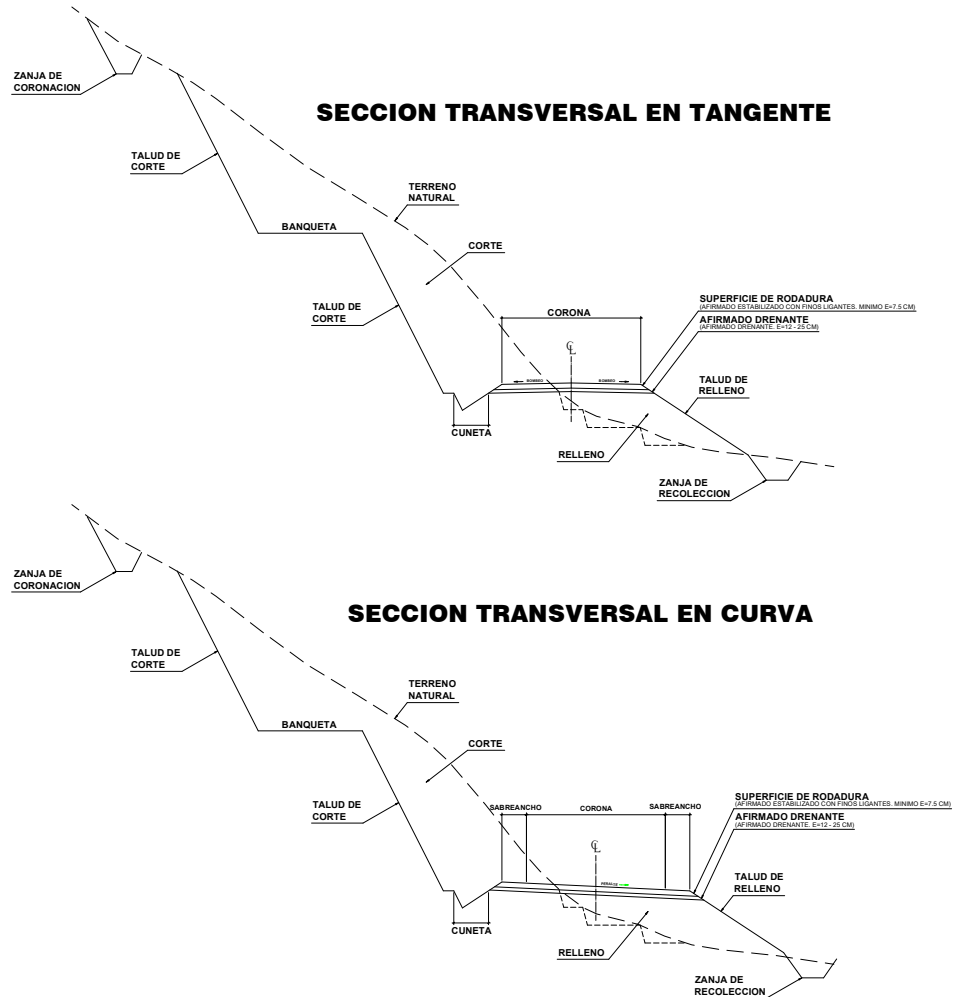 ZANJA DE
CORONACION
SECCION TRANSVERSAL EN TANGENTE
TALUD DE
CORTE
TERRENO
NATURAL
BANQUETA
CORTE
TALUD DE
CORTE
CORONA
SUPERFICIE DE RODADURA
(AFIRMADO ESTABILIZADO CON FINOS LIGANTES. MINIMO E=7.5 CM)
AFIRMADO DRENANTE
(AFIRMADO DRENANTE. E=12 - 25 CM)
CL
BOMBEO
BOMBEO
TALUD DE
RELLENO
CUNETA
RELLENO
ZANJA DE
RECOLECCION
ZANJA DE
CORONACION
SECCION TRANSVERSAL EN CURVA
TALUD DE
CORTE
TERRENO
NATURAL
BANQUETA
CORTE
TALUD DE
CORTE
SABREANCHO
CORONA
SABREANCHO
SUPERFICIE DE RODADURA
(AFIRMADO ESTABILIZADO CON FINOS LIGANTES. MINIMO E=7.5 CM)
AFIRMADO DRENANTE
(AFIRMADO DRENANTE. E=12 - 25 CM)
CL
TALUD DE
RELLENO
CUNETA
RELLENO
ZANJA DE
RECOLECCION